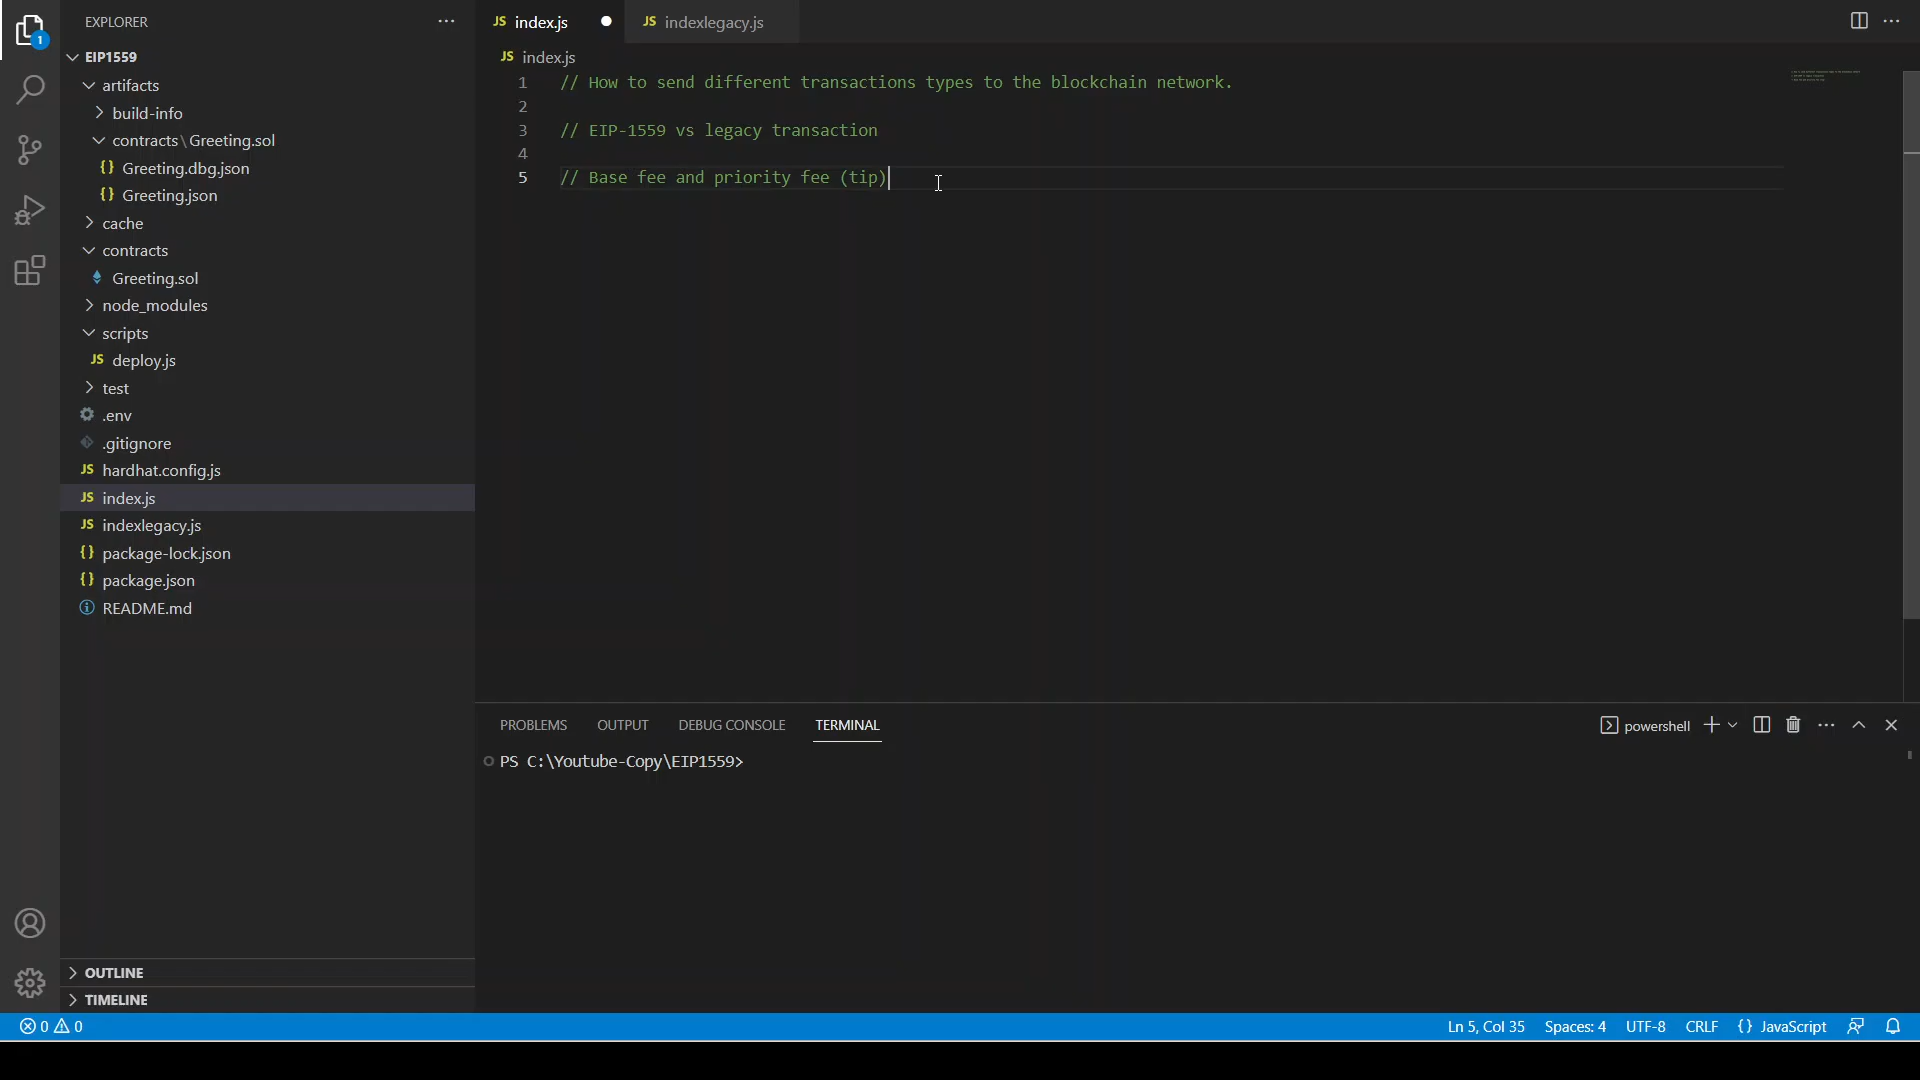 EXPLORER
1
EIP1559
artifacts
build-info
contracts\Greeting.sol
{} Greeting.dbg.json
{} Greeting.json
cache
contracts
Greeting.sol
node_modules
scripts
JS deploy.js
test
.env
.gitignore
JS hardhat.config.js
JS index.js
JS indexlegacy.js
{} package-lock.json
{} package.json
README.md
OUTLINE
TIMELINE
JS index.js
JS indexlegacy.js
JS index.js
1 // How to send different transactions types to the blockchain network.
2
3 // EIP-1559 vs legacy transaction
4
5 // Base fee and priority fee (tip)
PROBLEMS OUTPUT DEBUG CONSOLE TERMINAL
powershell
PS C:\Youtube-Copy\EIP1559>
0 0
Ln 5, Col 35 Spaces: 4 UTF-8 CRLF {} JavaScript